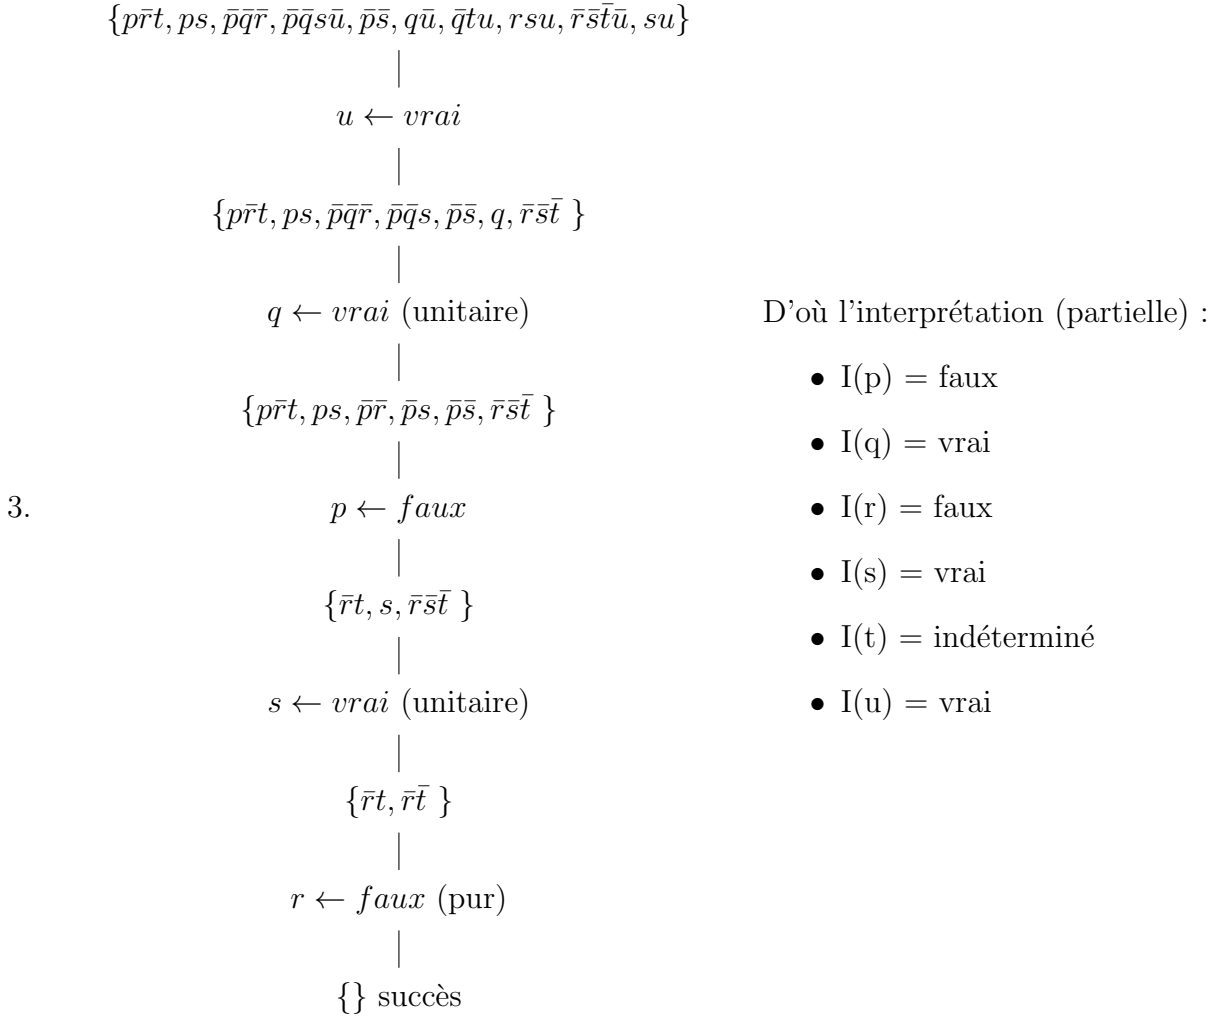 {pr̄t, ps, p̄q̄r̄, p̄q̄sū, p̄s̄, qū, q̄tu, rsu, r̄s̄t̄ū, su}
u ← vrai
{pr̄t, ps, p̄q̄r̄, p̄q̄s, p̄s̄, q, r̄s̄t̄ }
q ← vrai (unitaire)
{pr̄t, ps, p̄r̄, p̄s, p̄s̄, r̄s̄t̄ }
3.
p ← faux
{r̄t, s, r̄s̄t̄ }
s ← vrai (unitaire)
{r̄t, r̄t̄ }
r ← faux (pur)
{} succès
D'où l'interprétation (partielle) :
• I(p) = faux
• I(q) = vrai
• I(r) = faux
• I(s) = vrai
• I(t) = indéterminé
• I(u) = vrai